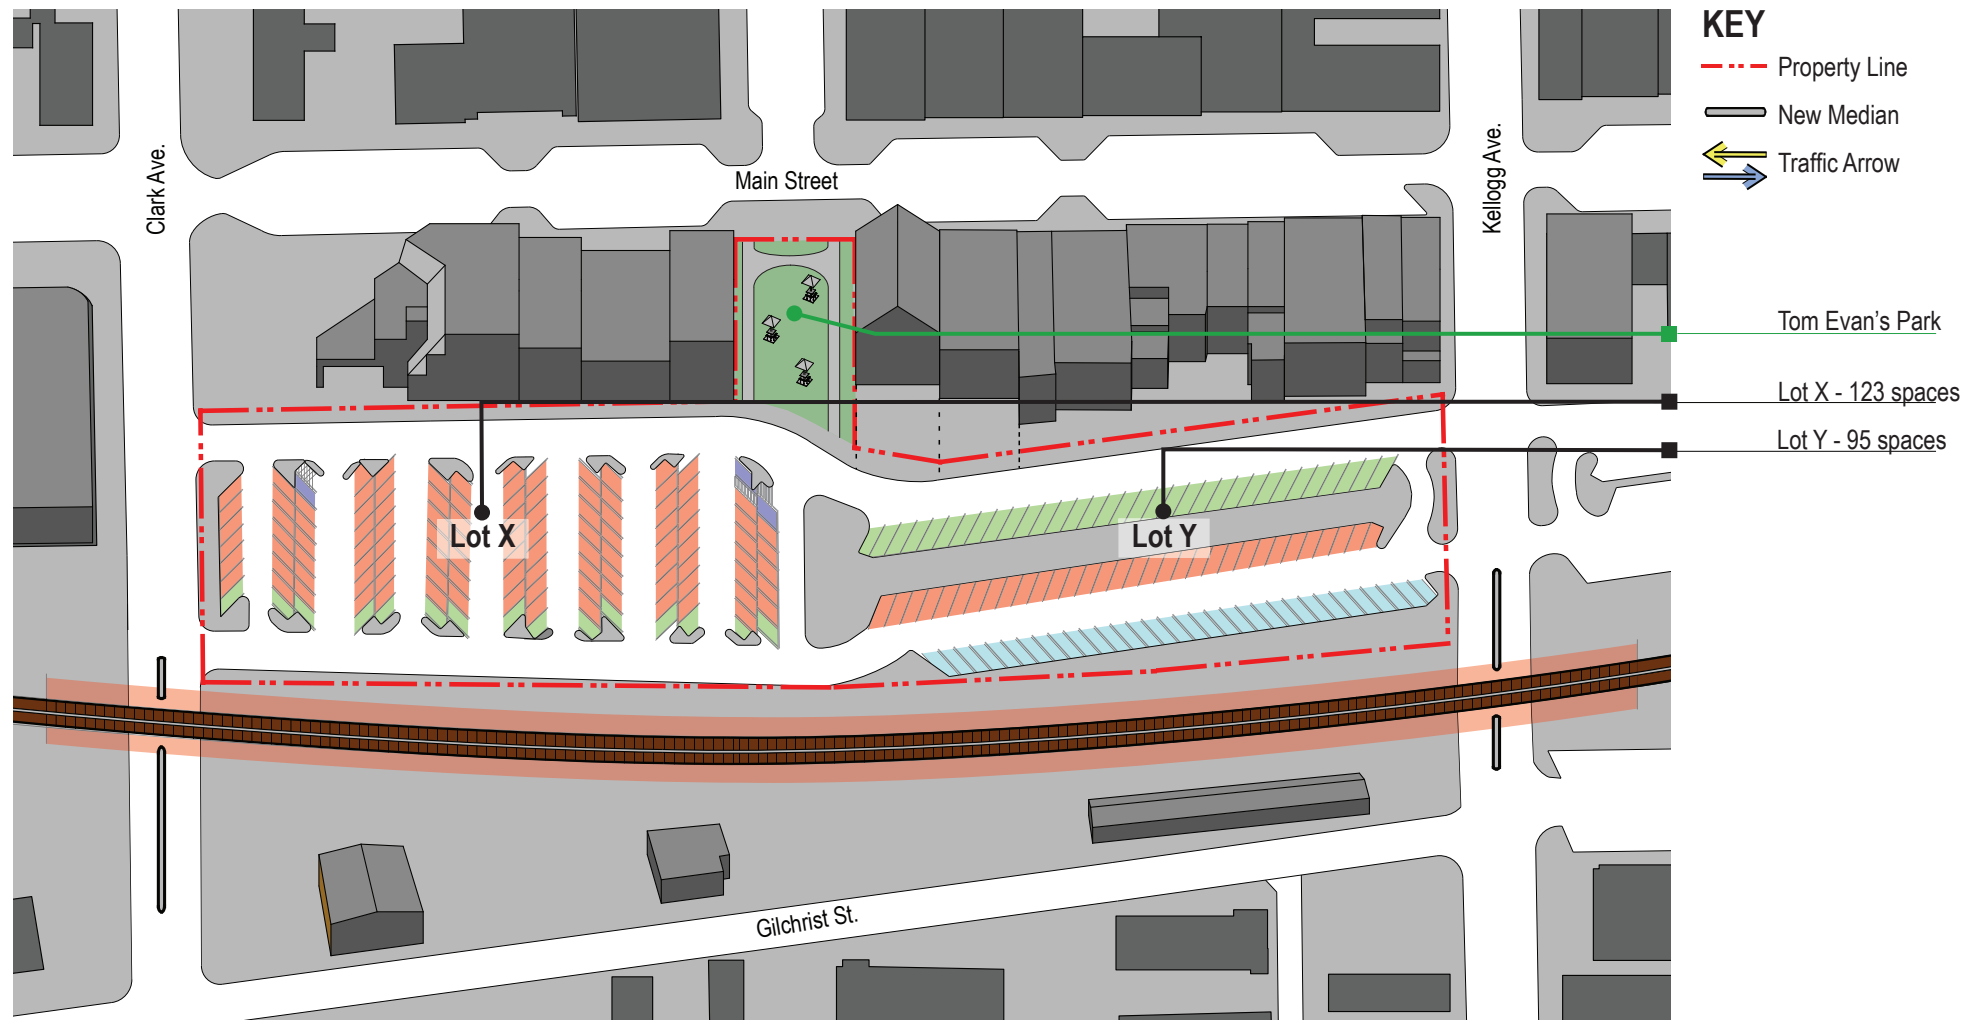 KEY
Property Line
New Median
Traffic Arrow
Clark Ave.
Main Street
Kellogg Ave.
Tom Evan's Park
Lot X - 123 spaces
Lot Y - 95 spaces
Lot X
Lot Y
Gilchrist St.